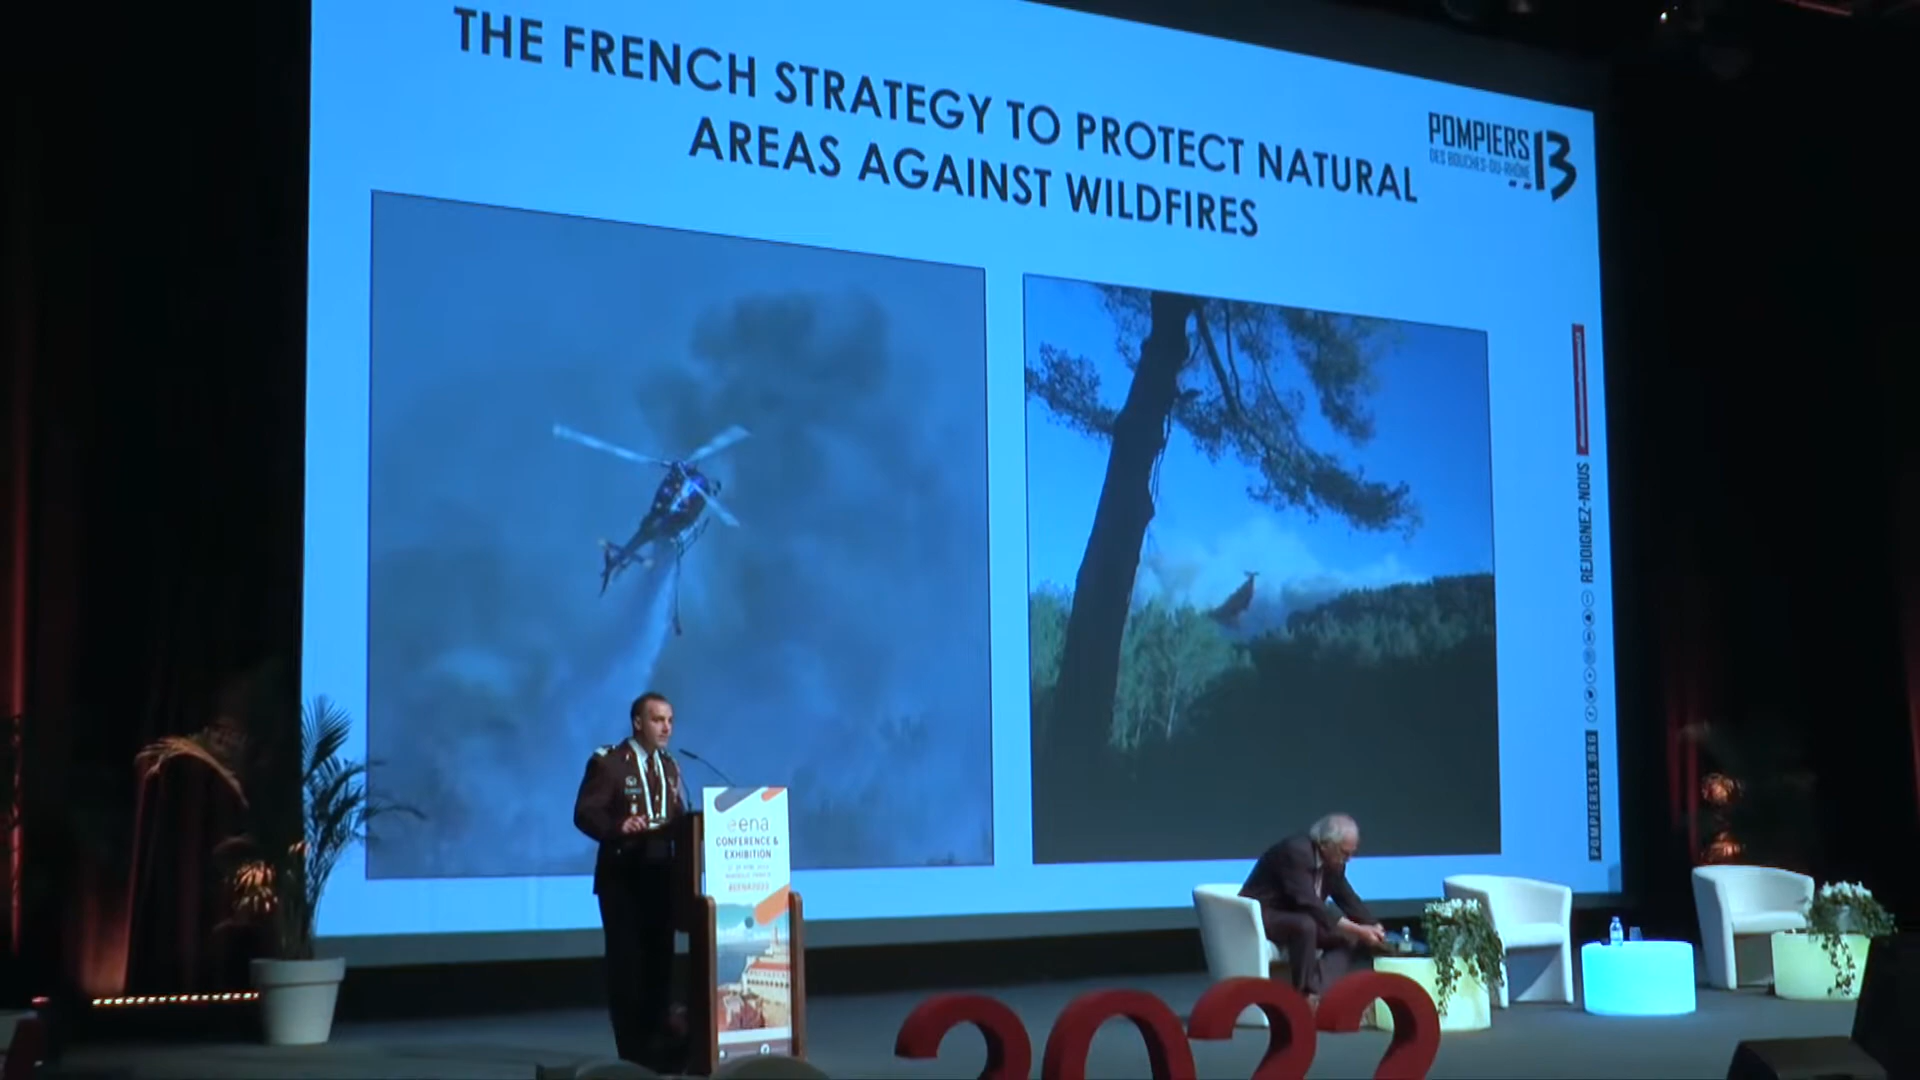 THE FRENCH STRATEGY TO PROTECT NATURAL
AREAS AGAINST WILDFIRES
POMPIERS 13
DES BOUCHES-DU-RHÔNE
REJOIGNEZ-NOUS
POMPIERS13.ORG
eena
CONFERENCE &
EXHIBITION
#EENA2022
2022